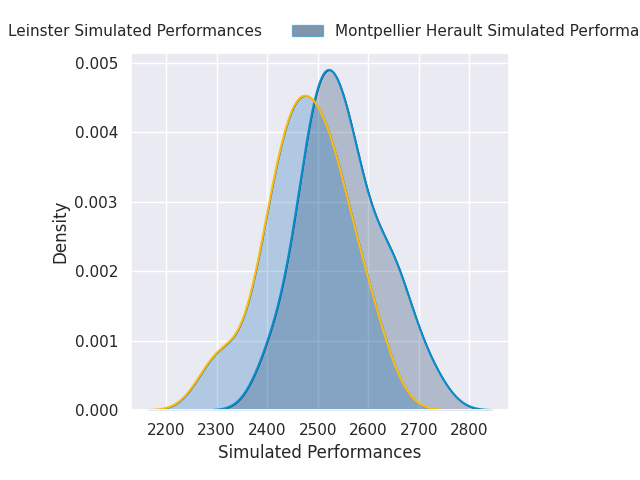 Leinster Simulated Performances
Montpellier Herault Simulated Performa
0.005
0.004
0.003
0.002
0.001
0.000
Density
2200 2300 2400 2500 2600 2700 2800
Simulated Performances